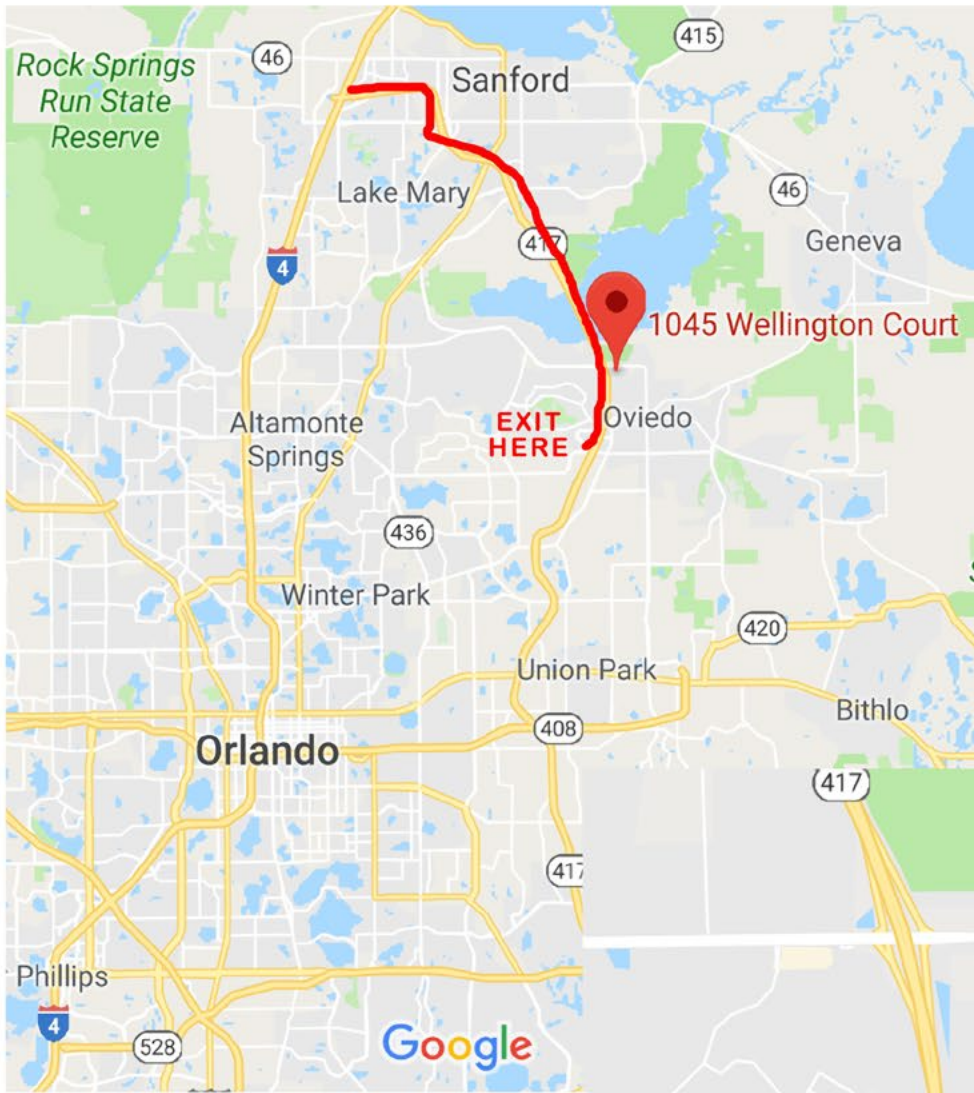 415
46
Rock Springs
Run State
Reserve
Sanford
Lake Mary
46
417
Geneva
4
1045 Wellington Court
EXIT
HERE
Oviedo
Altamonte
Springs
436
Winter Park
420
Union Park
Bithlo
408
Orlando
417
417
Phillips
4
528
Google